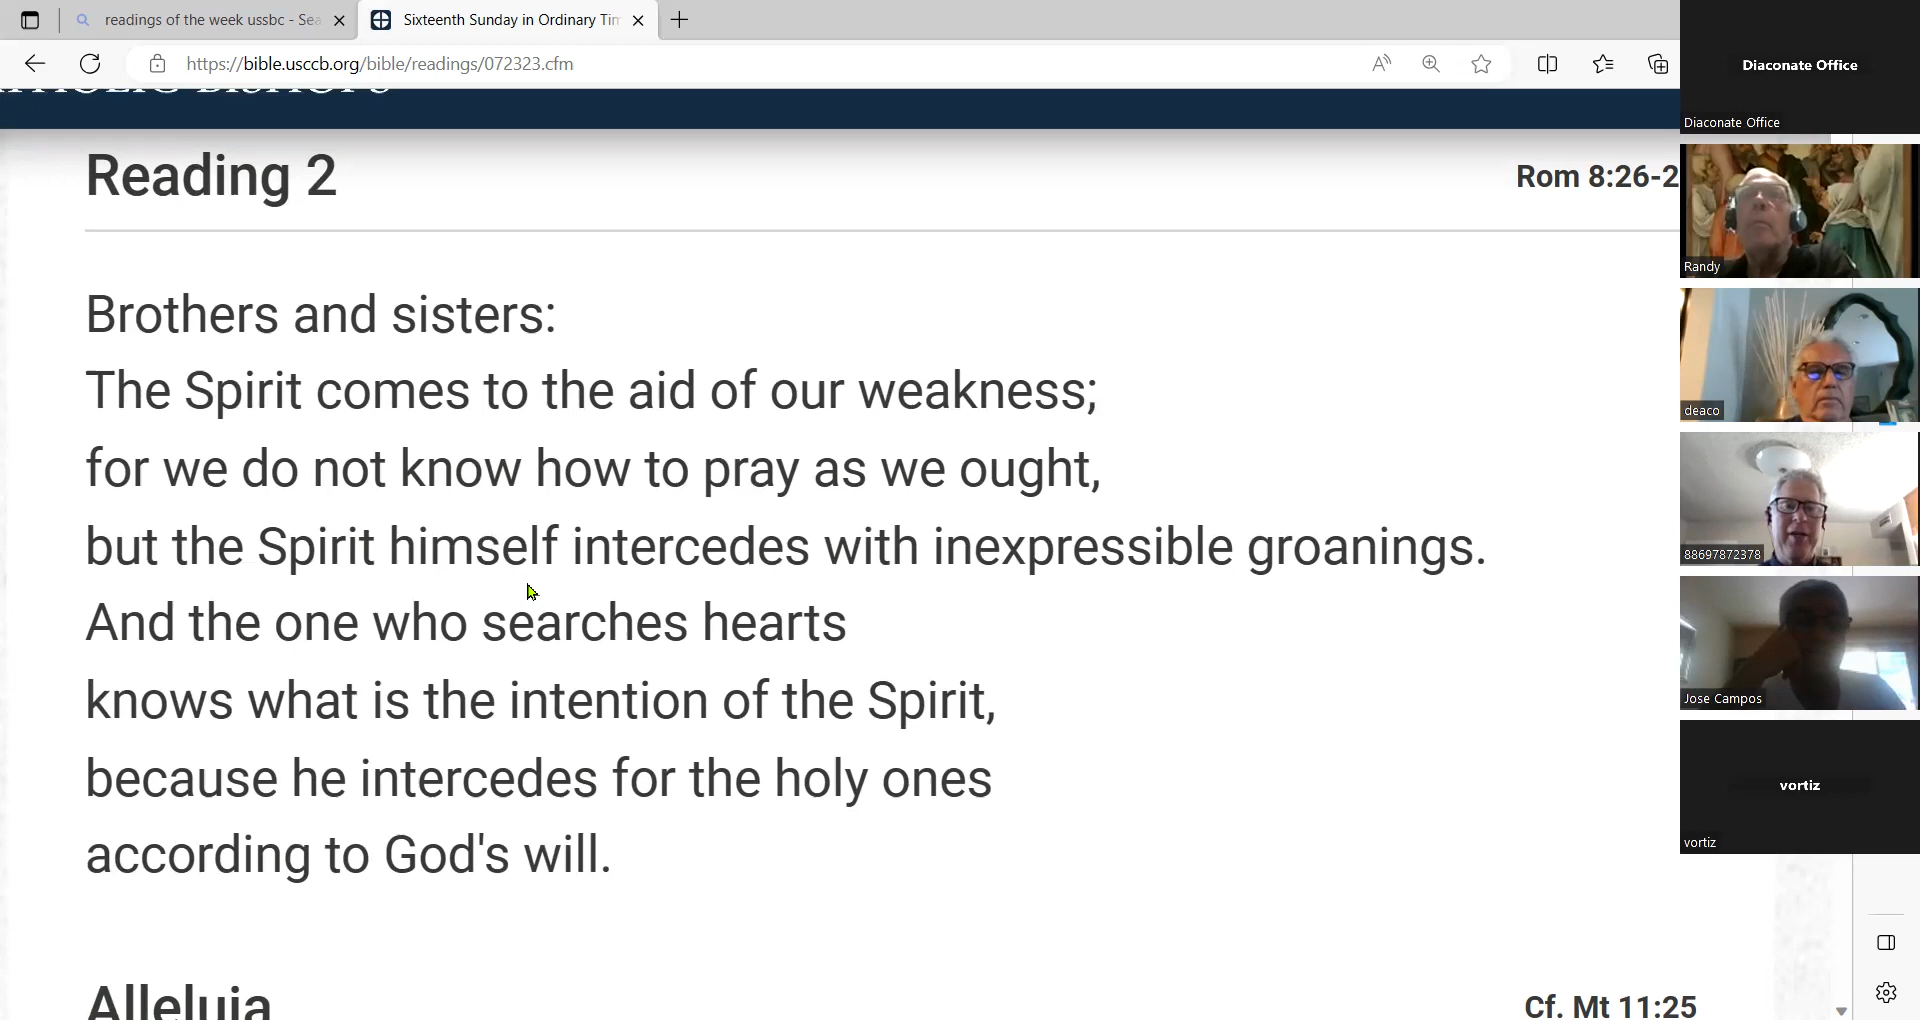 readings of the week ussbc - Sea
Sixteenth Sunday in Ordinary Tim
https://bible.usccb.org/bible/readings/072323.cfm
Reading 2
Rom 8:26-2
Brothers and sisters:
The Spirit comes to the aid of our weakness;
for we do not know how to pray as we ought,
but the Spirit himself intercedes with inexpressible groanings.
And the one who searches hearts
knows what is the intention of the Spirit,
because he intercedes for the holy ones
according to God's will.
Alleluia
Cf. Mt 11:25
Diaconate Office
Diaconate Office
Randy
deaco
88697872378
Jose Campos
vortiz
vortiz